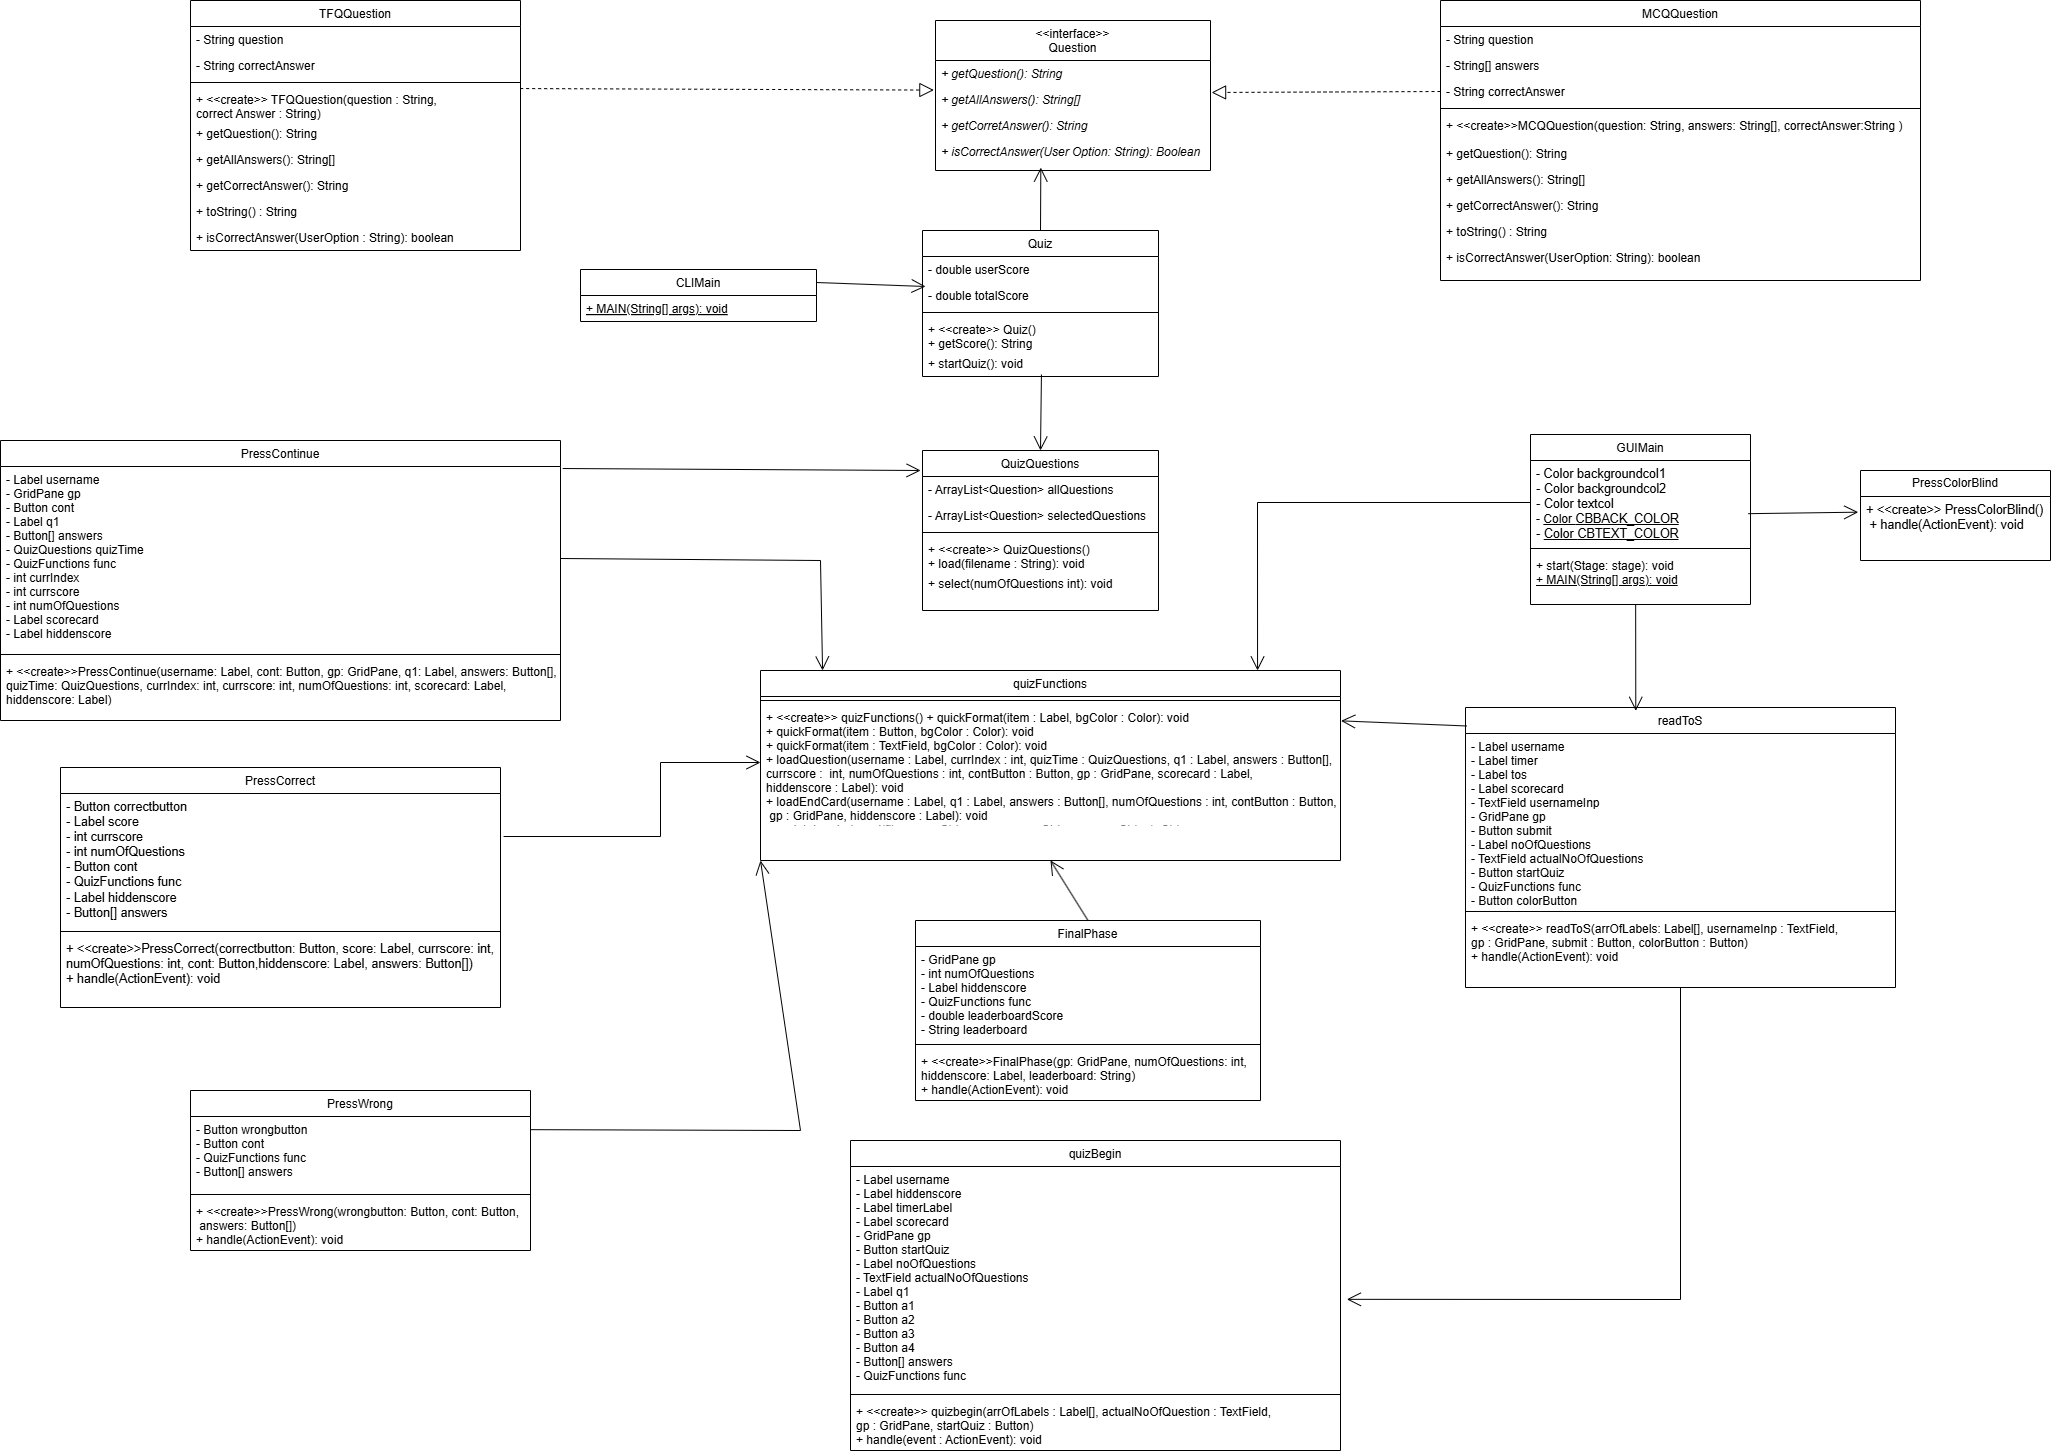 TFQQuestion
- String question
- String correctAnswer
+ <<create>> TFQQuestion(question : String,
correct Answer : String)
+ getQuestion(): String
+ getAllAnswers(): String[]
+ getCorrectAnswer(): String
+ toString() : String
+ isCorrectAnswer(UserOption : String): boolean
<<interface>>
Question
+ getQuestion(): String
+ getAllAnswers(): String[]
+ getCorretAnswer(): String
+ isCorrectAnswer(User Option: String): Boolean
MCQQuestion
- String question
- String[] answers
- String correctAnswer
+ <<create>>MCQQuestion(question: String, answers: String[], correctAnswer:String )
+ getQuestion(): String
+ getAllAnswers(): String[]
+ getCorrectAnswer(): String
+ toString() : String
+ isCorrectAnswer(UserOption: String): boolean
CLIMain
+ MAIN(String[] args): void
Quiz
- double userScore
- double totalScore
+ <<create>> Quiz()
+ getScore(): String
+ startQuiz(): void
PressContinue
- Label username
- GridPane gp
- Button cont
- Label q1
- Button[] answers
- QuizQuestions quizTime
- QuizFunctions func
- int currIndex
- int currscore
- int numOfQuestions
- Label scorecard
- Label hiddenscore
+ <<create>>PressContinue(username: Label, cont: Button, gp: GridPane, q1: Label, answers: Button[],
quizTime: QuizQuestions, currIndex: int, currscore: int, numOfQuestions: int, scorecard: Label,
hiddenscore: Label)
QuizQuestions
- ArrayList<Question> allQuestions
- ArrayList<Question> selectedQuestions
+ <<create>> QuizQuestions()
+ load(filename : String): void
+ select(numOfQuestions int): void
GUIMain
- Color backgroundcol1
- Color backgroundcol2
- Color textcol
- Color CBBACK_COLOR
- Color CBTEXT_COLOR
+ start(Stage: stage): void
+ MAIN(String[] args): void
PressColorBlind
+ <<create>> PressColorBlind()
+ handle(ActionEvent): void
quizFunctions
+ <<create>> quizFunctions() + quickFormat(item : Label, bgColor : Color): void
+ quickFormat(item : Button, bgColor : Color): void
+ quickFormat(item : TextField, bgColor : Color): void
+ loadQuestion(username : Label, currIndex : int, quizTime : QuizQuestions, q1 : Label, answers : Button[],
currscore : int, numOfQuestions : int, contButton : Button, gp : GridPane, scorecard : Label,
hiddenscore : Label): void
+ loadEndCard(username : Label, q1 : Label, answers : Button[], numOfQuestions : int, contButton : Button,
gp : GridPane, hiddenscore : Label): void
readToS
- Label username
- Label timer
- Label tos
- Label scorecard
- TextField usernameInp
- GridPane gp
- Button submit
- Label noOfQuestions
- TextField actualNoOfQuestions
- Button startQuiz
- QuizFunctions func
- Button colorButton
+ <<create>> readToS(arrOfLabels: Label[], usernameInp : TextField,
gp : GridPane, submit : Button, colorButton : Button)
+ handle(ActionEvent): void
PressCorrect
- Button correctbutton
- Label score
- int currscore
- int numOfQuestions
- Button cont
- QuizFunctions func
- Label hiddenscore
- Button[] answers
+ <<create>>PressCorrect(correctbutton: Button, score: Label, currscore: int,
numOfQuestions: int, cont: Button,hiddenscore: Label, answers: Button[])
+ handle(ActionEvent): void
FinalPhase
- GridPane gp
- int numOfQuestions
- Label hiddenscore
- QuizFunctions func
- double leaderboardScore
- String leaderboard
+ <<create>>FinalPhase(gp: GridPane, numOfQuestions: int,
hiddenscore: Label, leaderboard: String)
+ handle(ActionEvent): void
PressWrong
- Button wrongbutton
- Button cont
- QuizFunctions func
- Button[] answers
+ <<create>>PressWrong(wrongbutton: Button, cont: Button,
answers: Button[])
+ handle(ActionEvent): void
quizBegin
- Label username
- Label hiddenscore
- Label timerLabel
- Label scorecard
- GridPane gp
- Button startQuiz
- Label noOfQuestions
- TextField actualNoOfQuestions
- Label q1
- Button a1
- Button a2
- Button a3
- Button a4
- Button[] answers
- QuizFunctions func
+ <<create>> quizbegin(arrOfLabels : Label[], actualNoOfQuestion : TextField,
gp : GridPane, startQuiz : Button)
+ handle(event : ActionEvent): void